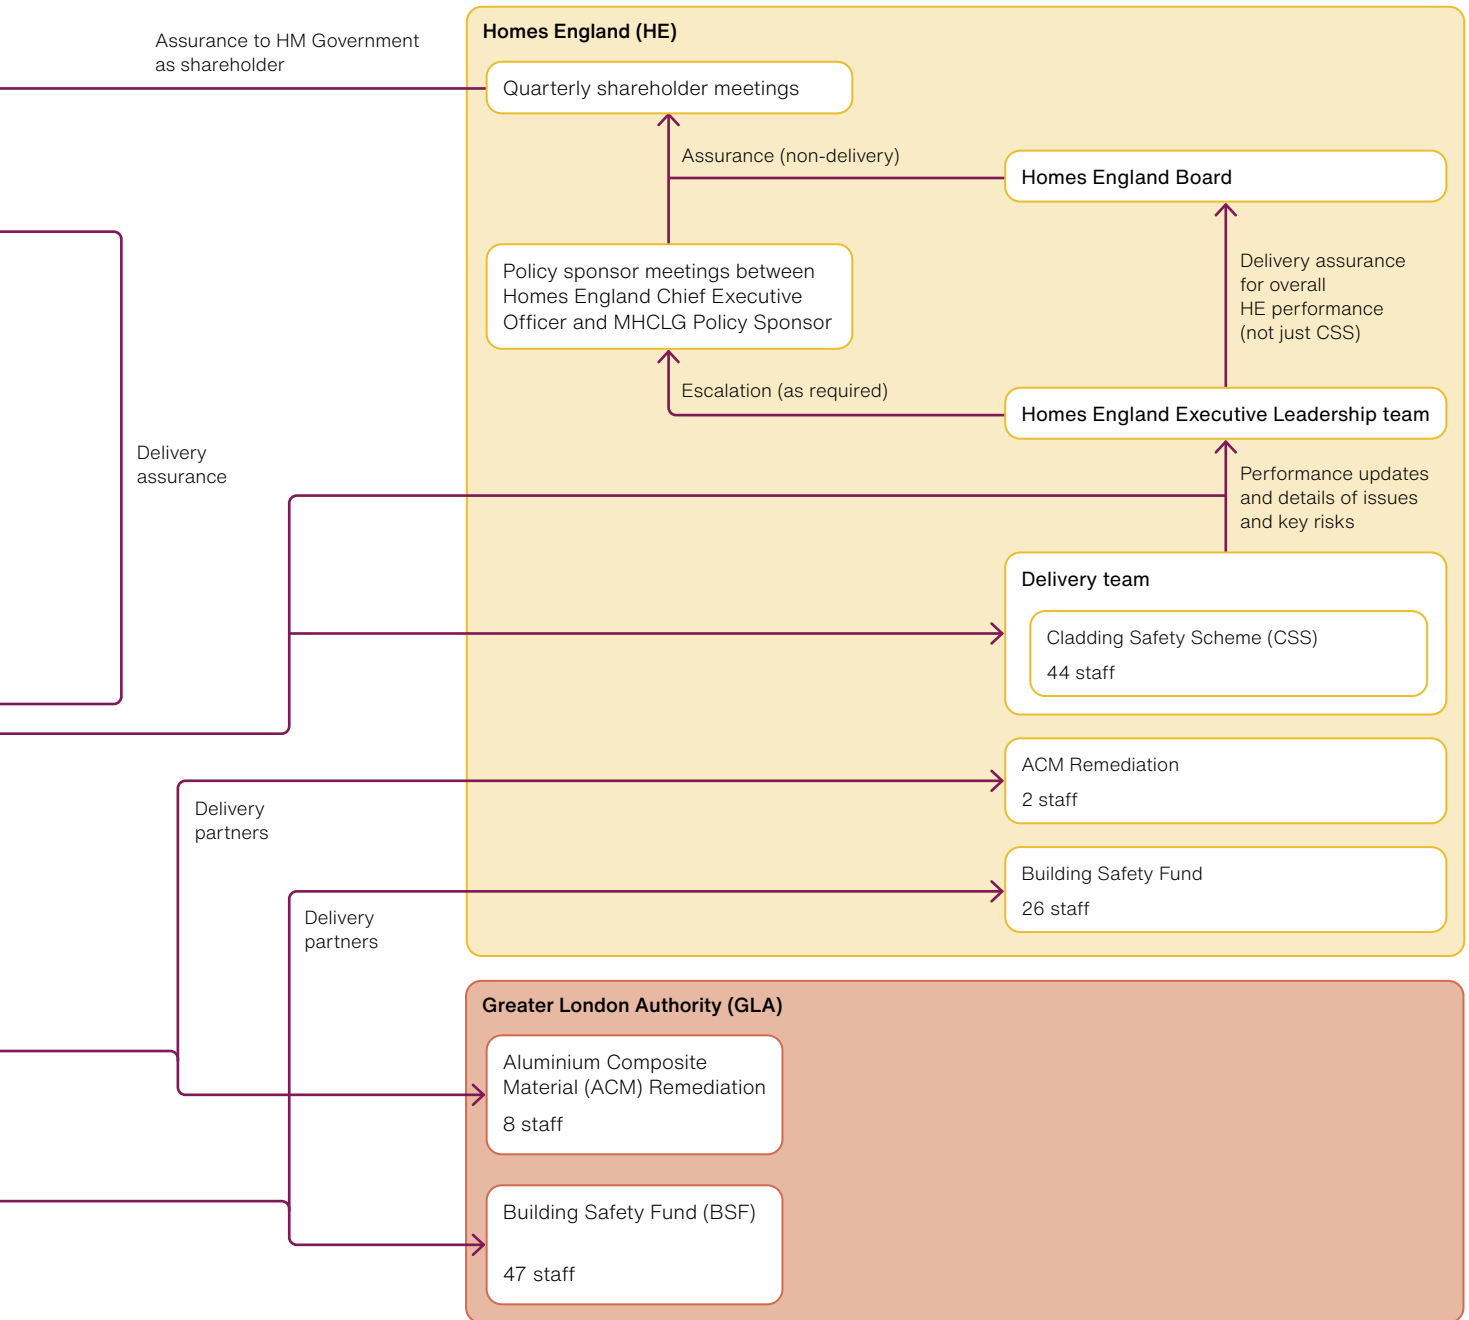 Assurance to HM Government
as shareholder
Homes England (HE)
Quarterly shareholder meetings
Assurance (non-delivery)
Homes England Board
Policy sponsor meetings between
Homes England Chief Executive
Officer and MHCLG Policy Sponsor
Delivery assurance
for overall
HE performance
(not just CSS)
Escalation (as required)
Homes England Executive Leadership team
Delivery
assurance
Performance updates
and details of issues
and key risks
Delivery team
Cladding Safety Scheme (CSS)
44 staff
ACM Remediation
2 staff
Delivery
partners
Building Safety Fund
26 staff
Delivery
partners
Greater London Authority (GLA)
Aluminium Composite
Material (ACM) Remediation
8 staff
Building Safety Fund (BSF)
47 staff